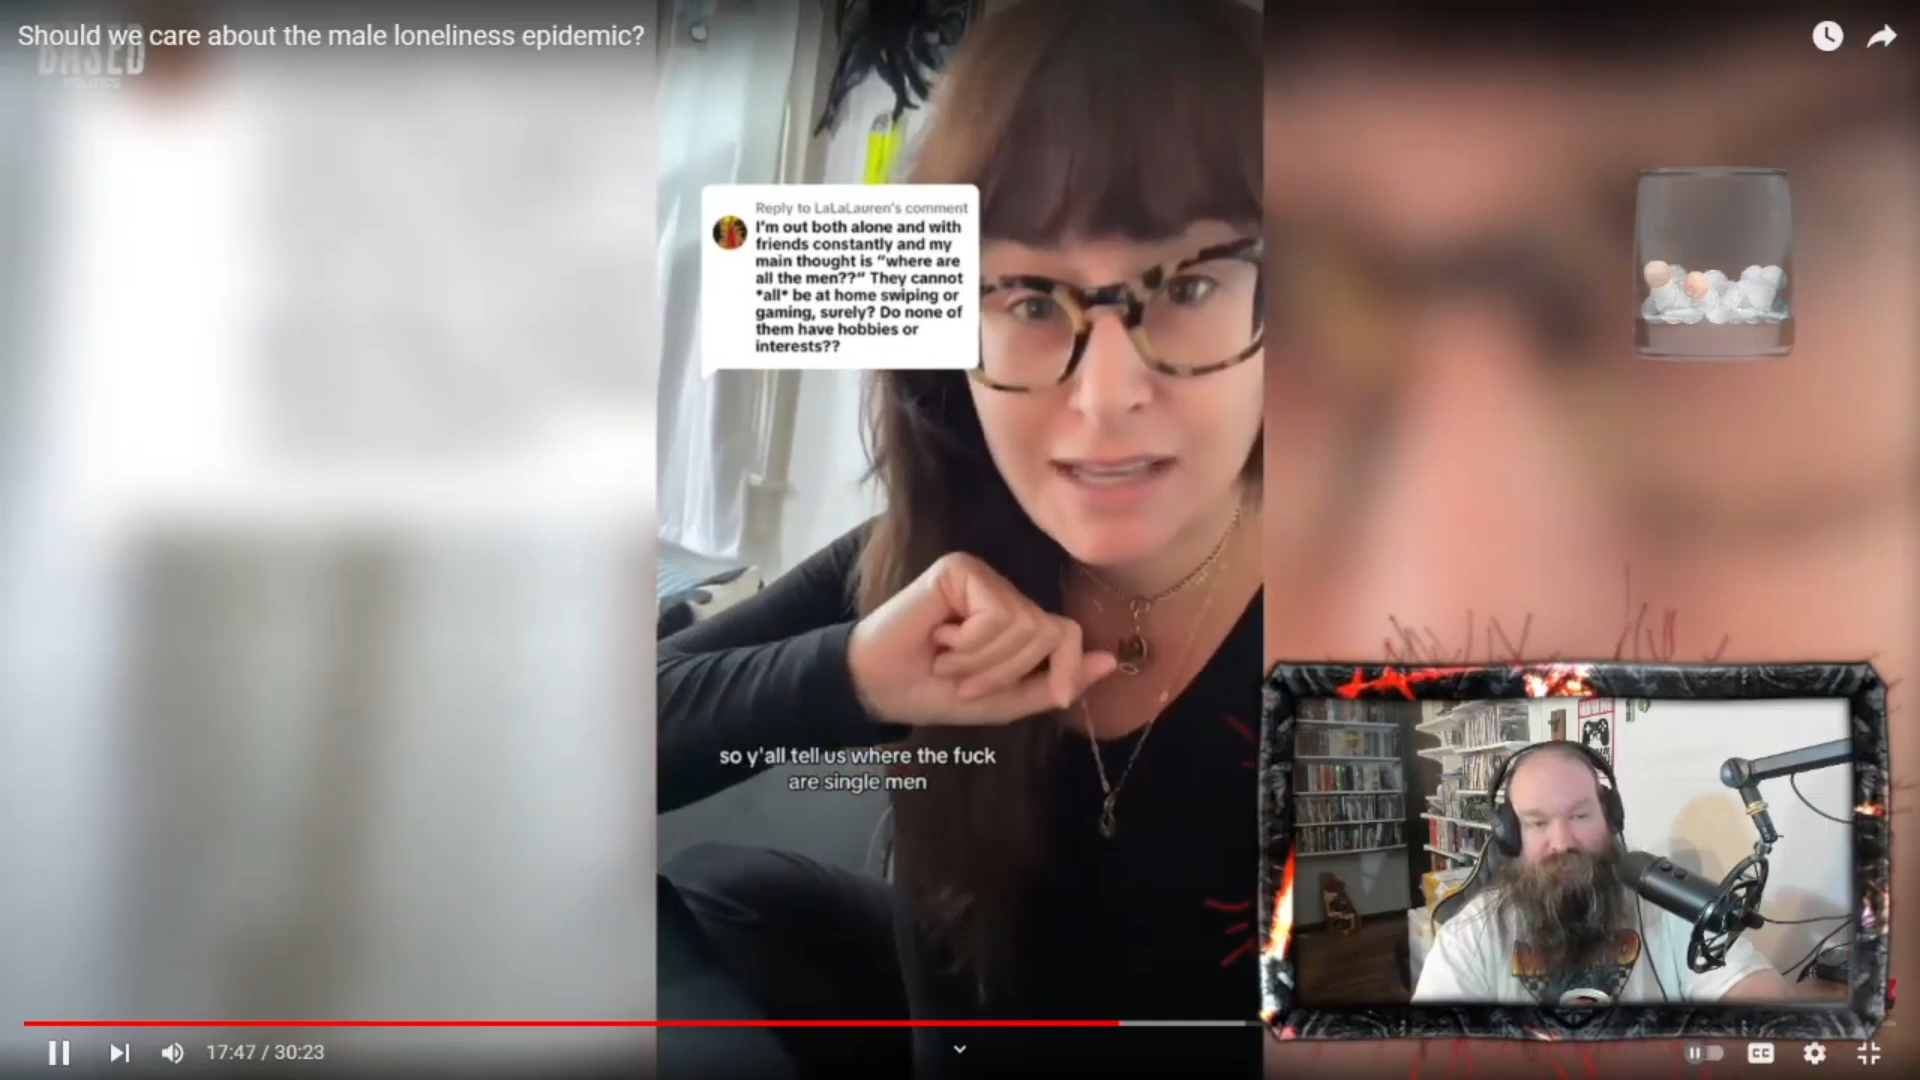 Should we care about the male loneliness epidemic?
BASED
POLITICS
Reply to LaLaLauren's comment
I'm out both alone and with
friends constantly and my
main thought is "where are
all the men??" They cannot
*all* be at home swiping or
gaming, surely? Do none of
them have hobbies or
interests??
so y'all tell us where the fuck
are single men
17:47 / 30:23
CC